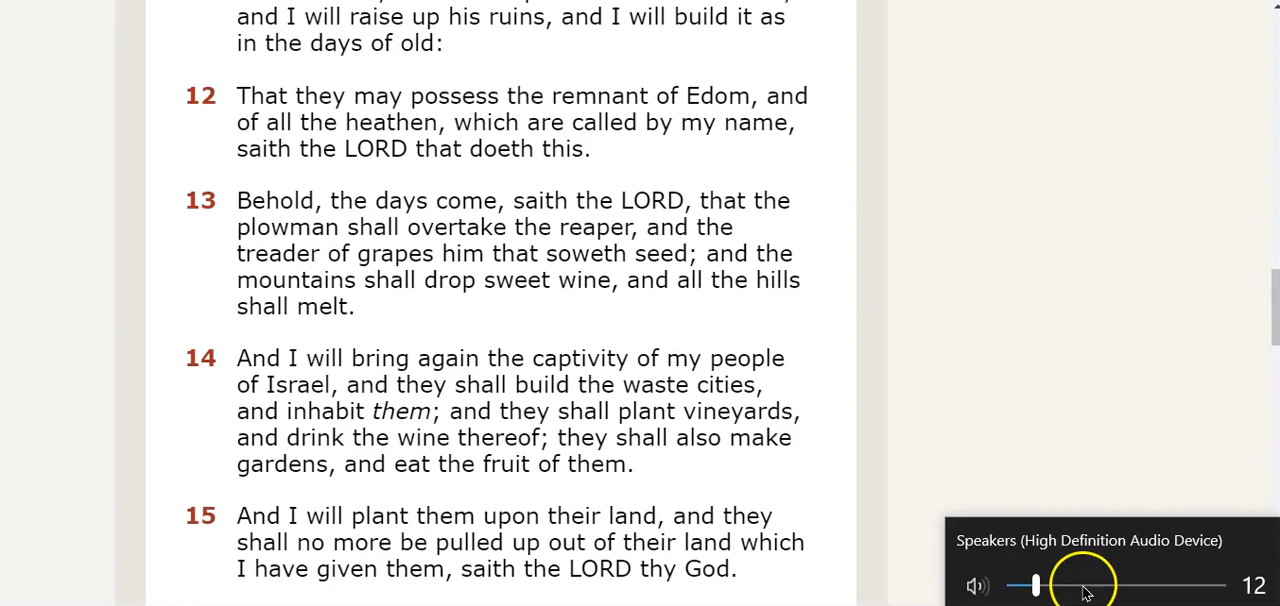 and I will raise up his ruins, and I will build it as
in the days of old:
12 That they may possess the remnant of Edom, and
of all the heathen, which are called by my name,
saith the LORD that doeth this.
13 Behold, the days come, saith the LORD, that the
plowman shall overtake the reaper, and the
treader of grapes him that soweth seed; and the
mountains shall drop sweet wine, and all the hills
shall melt.
14 And I will bring again the captivity of my people
of Israel, and they shall build the waste cities,
and inhabit them; and they shall plant vineyards,
and drink the wine thereof; they shall also make
gardens, and eat the fruit of them.
15 And I will plant them upon their land, and they
shall no more be pulled up out of their land which
I have given them, saith the LORD thy God.
Speakers (High Definition Audio Device)
12